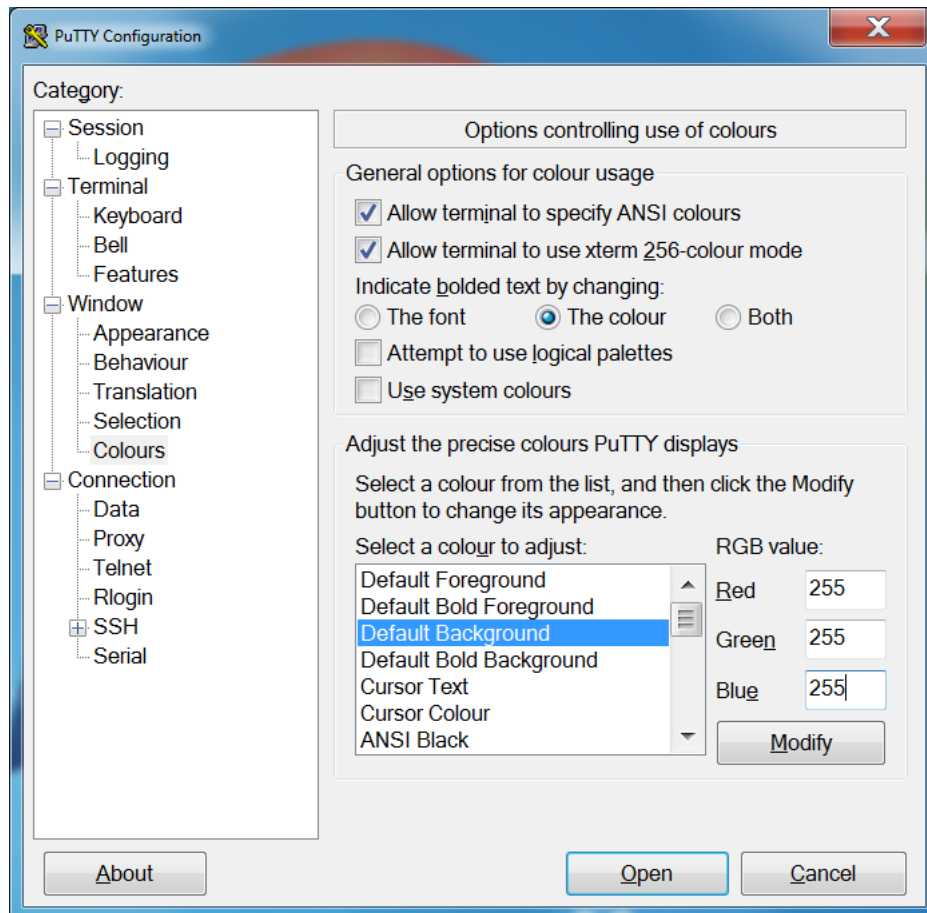 PuTTY Configuration
Category:
Session
Logging
Terminal
Keyboard
Bell
Features
Window
Appearance
Behaviour
Translation
Selection
Colours
Connection
Data
Proxy
Telnet
Rlogin
SSH
Serial
Options controlling use of colours
General options for colour usage
Allow terminal to specify ANSI colours
Allow terminal to use xterm 256-colour mode
Indicate bolded text by changing:
The font The colour Both
Attempt to use logical palettes
Use system colours
Adjust the precise colours PuTTY displays
Select a colour from the list, and then click the Modify
button to change its appearance.
Select a colour to adjust:
Default Foreground
Default Bold Foreground
Default Background
Default Bold Background
Cursor Text
Cursor Colour
ANSI Black
RGB value:
Red 255
Green 255
Blue 255
Modify
About
Open
Cancel